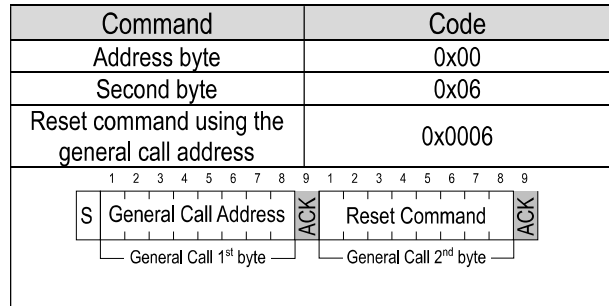 Command Code
Address byte 0x00
Second byte 0x06
Reset command using the
general call address 0x0006
1 2 3 4 5 6 7 8 9 1 2 3 4 5 6 7 8 9
S General Call Address ACK Reset Command ACK
General Call 1st byte General Call 2nd byte